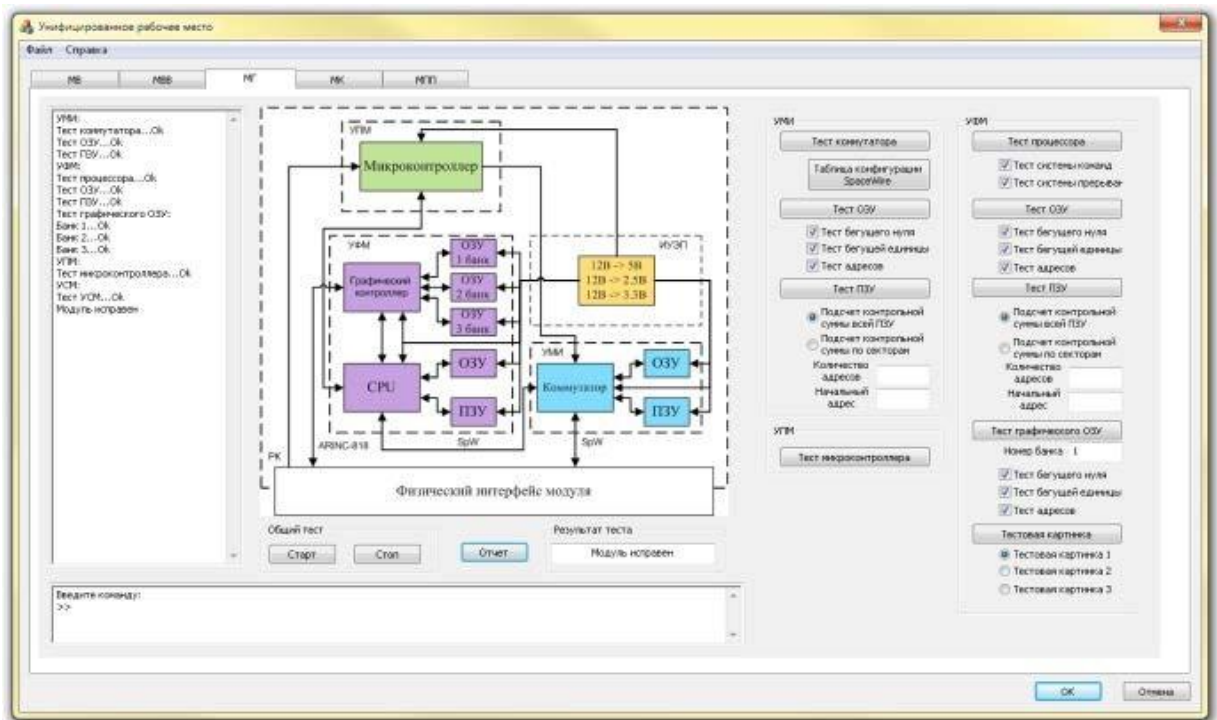 Унифицированное рабочее место
Файл Справка
МВ МВВ МГ МК МПП
УМИ:
Тест коммутатора...Ok
Тест ОЗУ...Ok
Тест ПЗУ...Ok
УФМ:
Тест процессора...Ok
Тест ОЗУ...Ok
Тест ПЗУ...Ok
Тест графического ОЗУ:
Банк 1...Ok
Банк 2...Ok
Банк 3...Ok
УПМ:
Тест микроконтроллера...Ok
УСМ:
Тест УСМ...Ok
Модуль исправен
УПМ
Микроконтроллер
УФМ
Графический
контроллер
ОЗУ
1 банк
ОЗУ
2 банк
ОЗУ
3 банк
CPU
ОЗУ
ПЗУ
ИУЭП
12В -> 5В
12В -> 2.5В
12В -> 3.3В
УМИ
Коммутатор
ОЗУ
ПЗУ
ARINC-818
SpW
SpW
РК
Физический интерфейс модуля
Общий тест
Старт
Стоп
Отчет
Результат теста
Модуль исправен
Введите команду:
>>
УМИ
Тест коммутатора
Таблица конфигурации
SpaceWire
Тест ОЗУ
Тест бегущего нуля
Тест бегущей единицы
Тест адресов
Тест ПЗУ
Подсчет контрольной
суммы всей ПЗУ
Подсчет контрольной
суммы по секторам
Количество
адресов
Начальный
адрес
УПМ
Тест микроконтроллера
УФМ
Тест процессора
Тест системы команд
Тест системы прерыван
Тест ОЗУ
Тест бегущего нуля
Тест бегущей единицы
Тест адресов
Тест ПЗУ
Подсчет контрольной
суммы всей ПЗУ
Подсчет контрольной
суммы по секторам
Количество
адресов
Начальный
адрес
Тест графического ОЗУ
Номер банка 1
Тест бегущего нуля
Тест бегущей единицы
Тест адресов
Тестовая картинка
Тестовая картинка 1
Тестовая картинка 2
Тестовая картинка 3
OK
Отмена